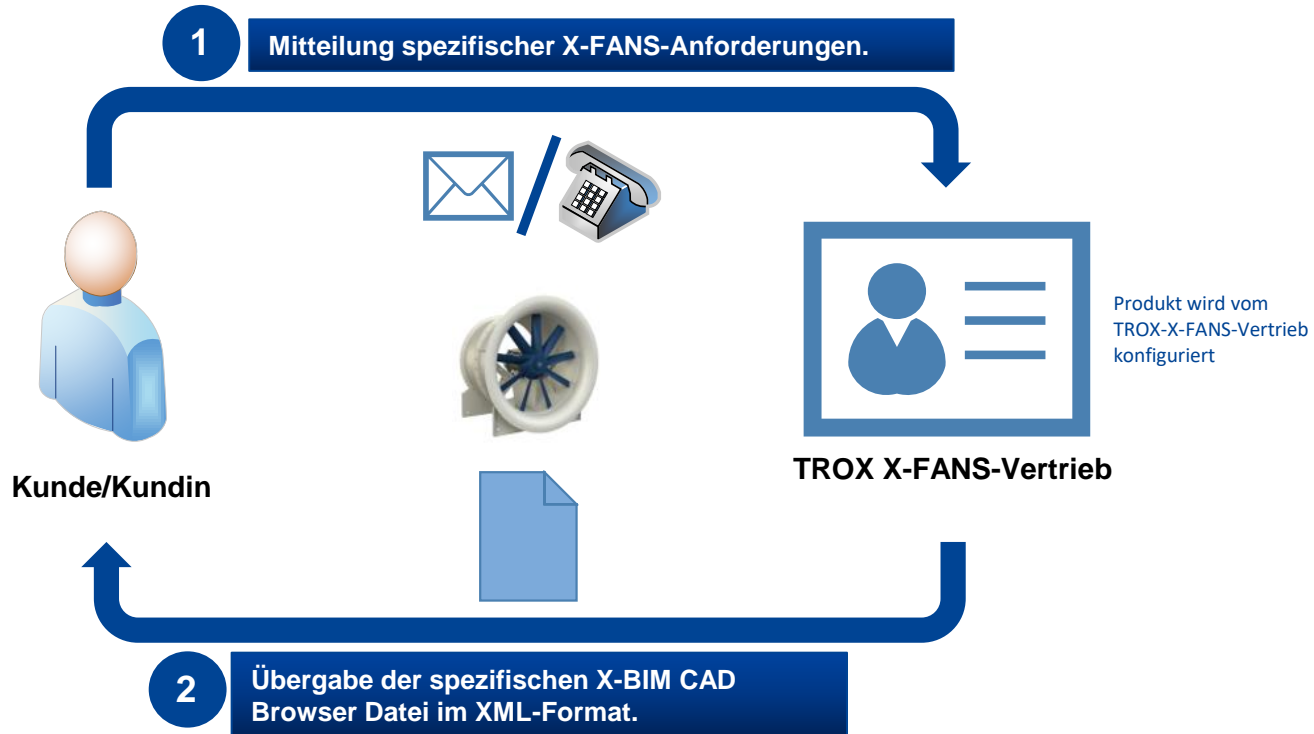 1
Mitteilung spezifischer X-FANS-Anforderungen.
Produkt wird vom
TROX-X-FANS-Vertrieb
konfiguriert
Kunde/Kundin
TROX X-FANS-Vertrieb
2
Übergabe der spezifischen X-BIM CAD
Browser Datei im XML-Format.